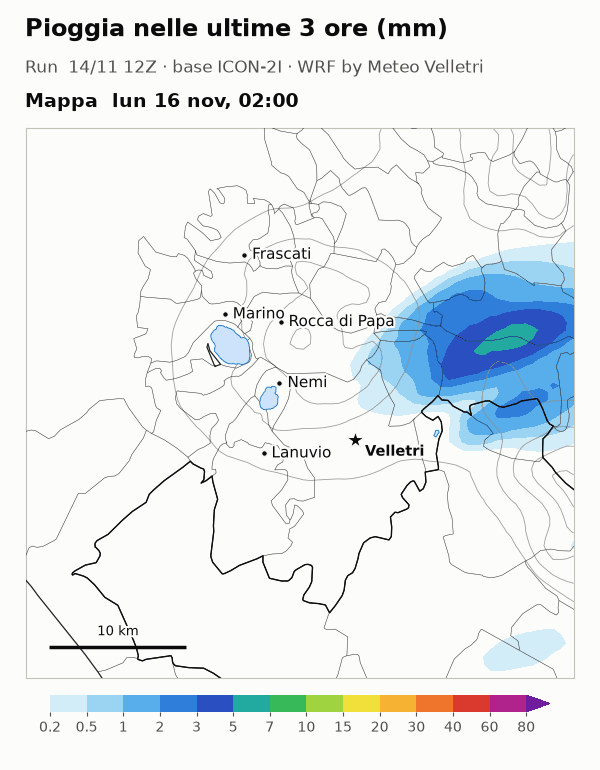 Pioggia nelle ultime 3 ore (mm)
Run  14/11 12Z · base ICON-2I · WRF by Meteo Velletri
Mappa  lun 16 nov, 02:00
Frascati
Marino
Rocca di Papa
Nemi
Velletri
Lanuvio
10 km
0.2 0.5 1 2 3 5 7 10 15 20 30 40 60 80